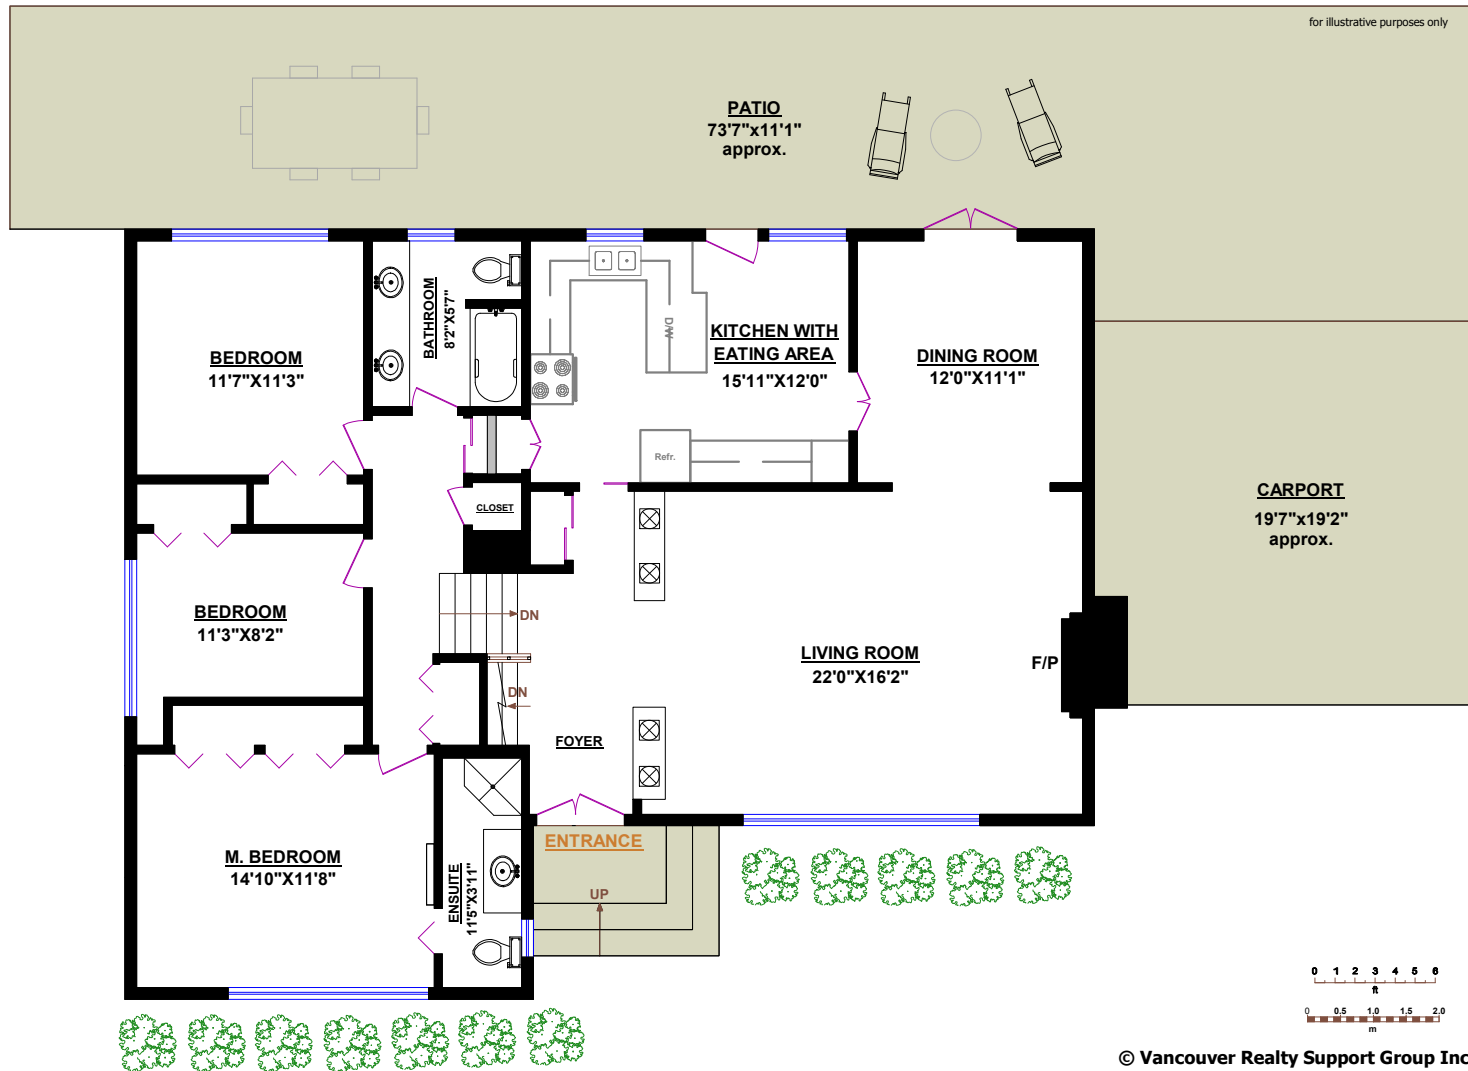 for illustrative purposes only
PATIO
73'7"x11'1"
approx.
BEDROOM
11'7"X11'3"
BATHROOM
8'2"X5'7"
D/W
KITCHEN WITH
EATING AREA
15'11"X12'0"
DINING ROOM
12'0"X11'1"
Refr.
CLOSET
CARPORT
19'7"x19'2"
approx.
BEDROOM
11'3"X8'2"
DN
LIVING ROOM
22'0"X16'2"
F/P
DN
FOYER
ENTRANCE
M. BEDROOM
14'10"X11'8"
ENSUITE
11'5"X3'11"
UP
0 1 2 3 4 5 6
ft
0 0.5 1.0 1.5 2.0
m
© Vancouver Realty Support Group Inc